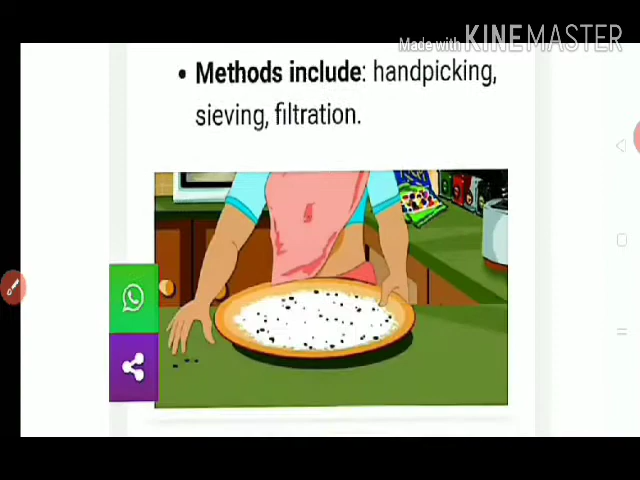 Made with KINEMASTER
• Methods include: handpicking,
sieving, filtration.